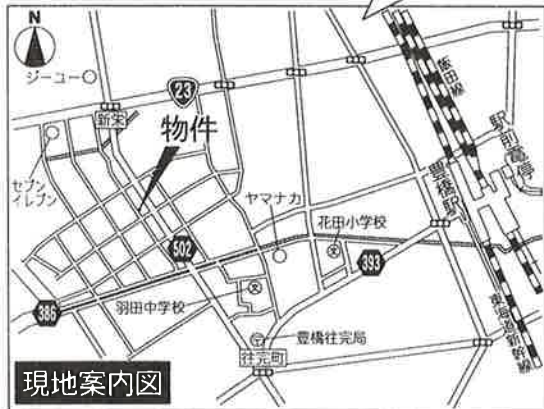 N
ジーユー
23
飯田線
新栄
物件
駅前電停
豊橋駅
セブン
イレブン
ヤマナカ
花田小学校
502
393
羽田中学校
386
豊橋往完局
往完町
東海道新幹線
現地案内図